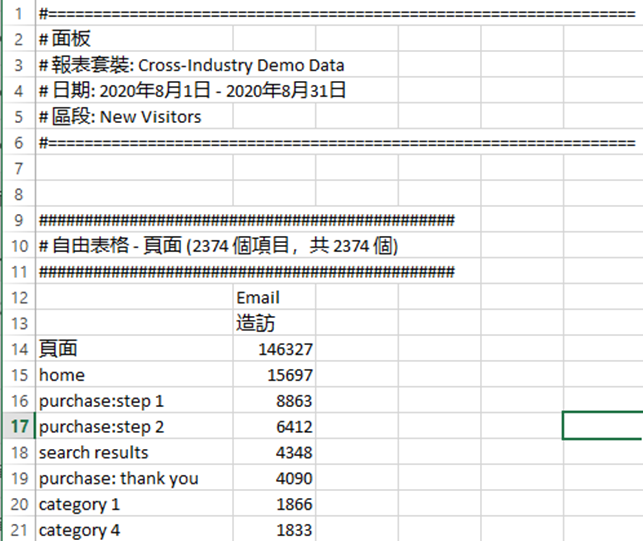 1 #=================================================================
2 # 面板
3 # 報表套裝: Cross-Industry Demo Data
4 # 日期: 2020年8月1日 - 2020年8月31日
5 # 區段: New Visitors
6 #=================================================================
7
8
9 ##############################################
10 # 自由表格 - 頁面 (2374 個項目，共 2374 個)
11 ##############################################
12 Email
13 造訪
14 頁面 146327
15 home 15697
16 purchase:step 1 8863
17 purchase:step 2 6412
18 search results 4348
19 purchase: thank you 4090
20 category 1 1866
21 category 4 1833